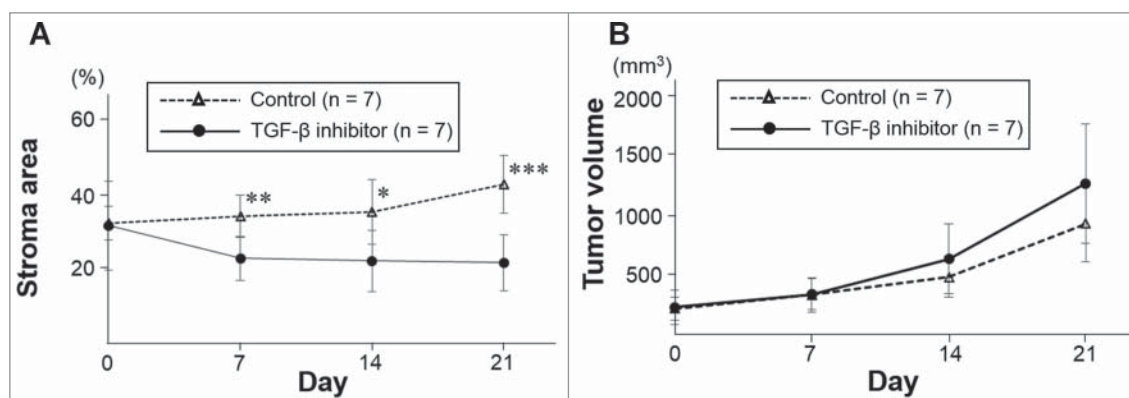 A
(%)
Control (n = 7)
TGF-β inhibitor (n = 7)
60
40
20
**
*
***
Stroma area
0
7
14
21
Day
B
(mm³)
Control (n = 7)
TGF-β inhibitor (n = 7)
2000
1500
1000
500
Tumor volume
0
7
14
21
Day